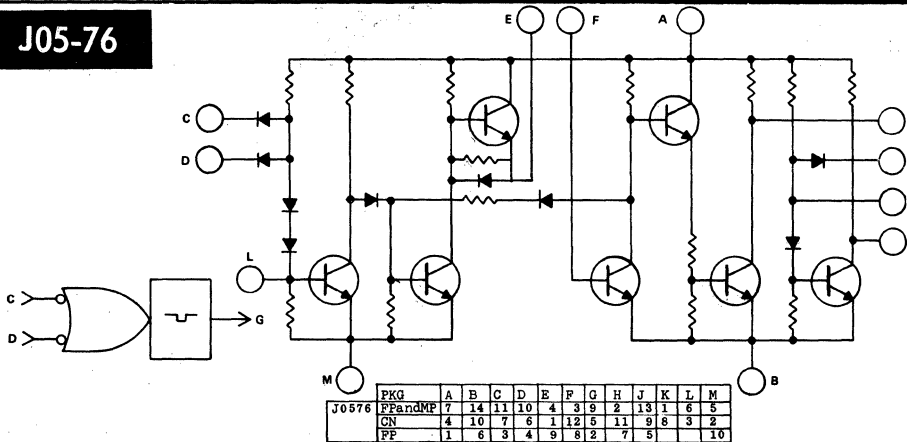 J05-76
E F A
C
D
L
C
D
G
M
B
PKG A B C D E F G H J K L M
J0576 FPandMP 7 14 11 10 4 3 9 2 13 1 6 5
CN 4 10 7 6 1 12 5 11 9 8 3 2
FP 1 6 3 4 9 8 2 7 5 10